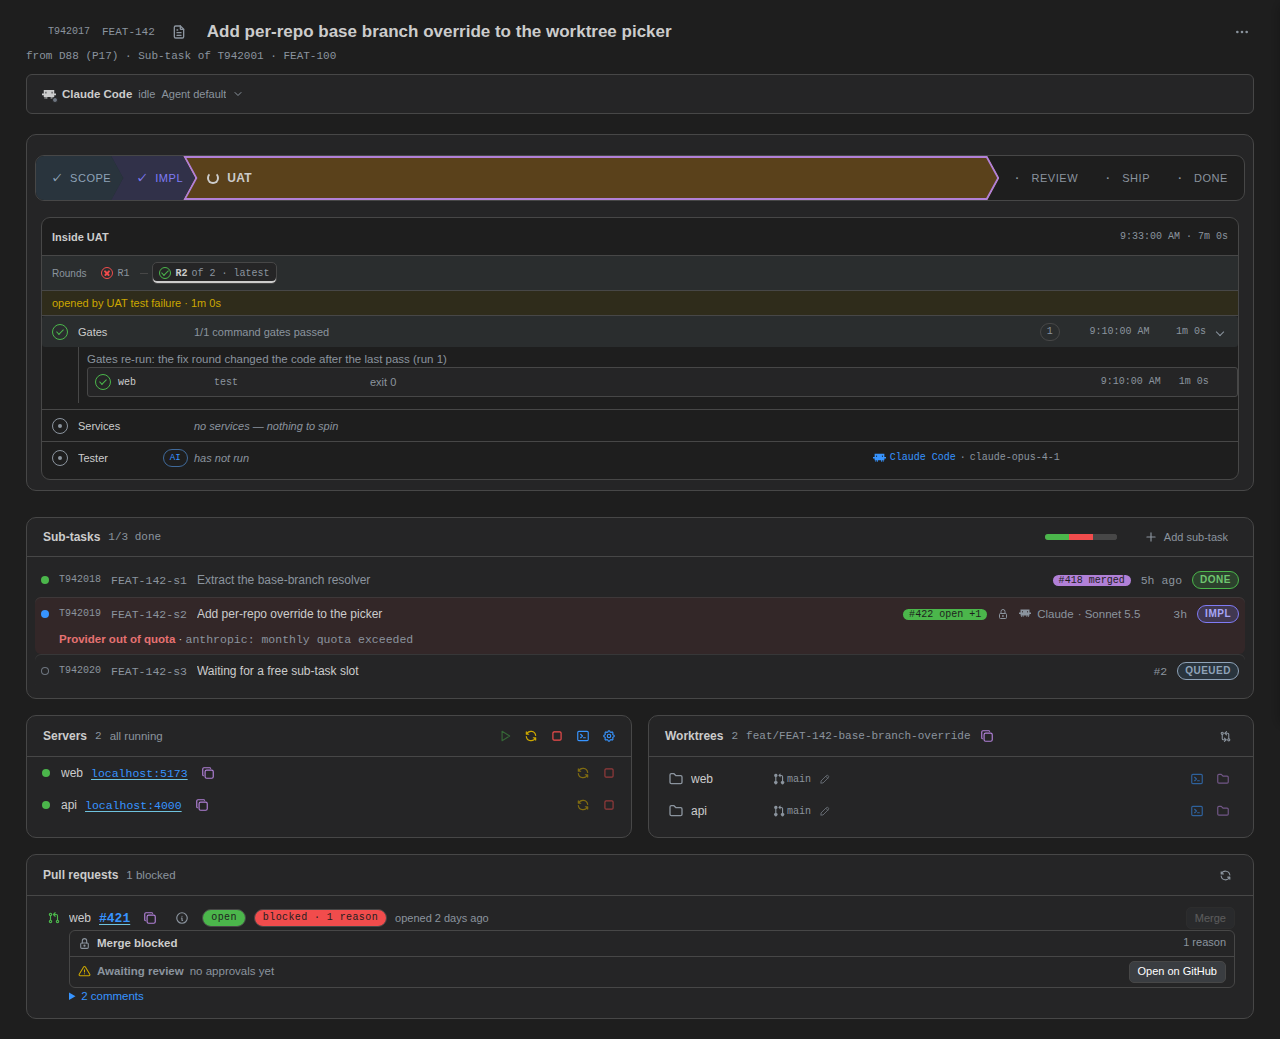 T942017 FEAT-142 Add per-repo base branch override to the worktree picker
from D88 (P17) · Sub-task of T942001 · FEAT-100
Claude Code idle Agent default
SCOPE IMPL UAT REVIEW SHIP DONE
Inside UAT 9:33:00 AM · 7m 0s
Rounds R1 — R2 of 2 · latest
opened by UAT test failure · 1m 0s
Gates 1/1 command gates passed 1 9:10:00 AM 1m 0s
Gates re-run: the fix round changed the code after the last pass (run 1)
web test exit 0 9:10:00 AM 1m 0s
Services no services — nothing to spin
Tester AI has not run Claude Code · claude-opus-4-1
Sub-tasks 1/3 done Add sub-task
T942018 FEAT-142-s1 Extract the base-branch resolver #418 merged 5h ago DONE
T942019 FEAT-142-s2 Add per-repo override to the picker #422 open +1 Claude · Sonnet 5.5 3h IMPL
Provider out of quota · anthropic: monthly quota exceeded
T942020 FEAT-142-s3 Waiting for a free sub-task slot #2 QUEUED
Servers 2 all running
web localhost:5173
api localhost:4000
Worktrees 2 feat/FEAT-142-base-branch-override
web main
api main
Pull requests 1 blocked
web #421 open blocked · 1 reason opened 2 days ago Merge
Merge blocked 1 reason
Awaiting review no approvals yet Open on GitHub
2 comments